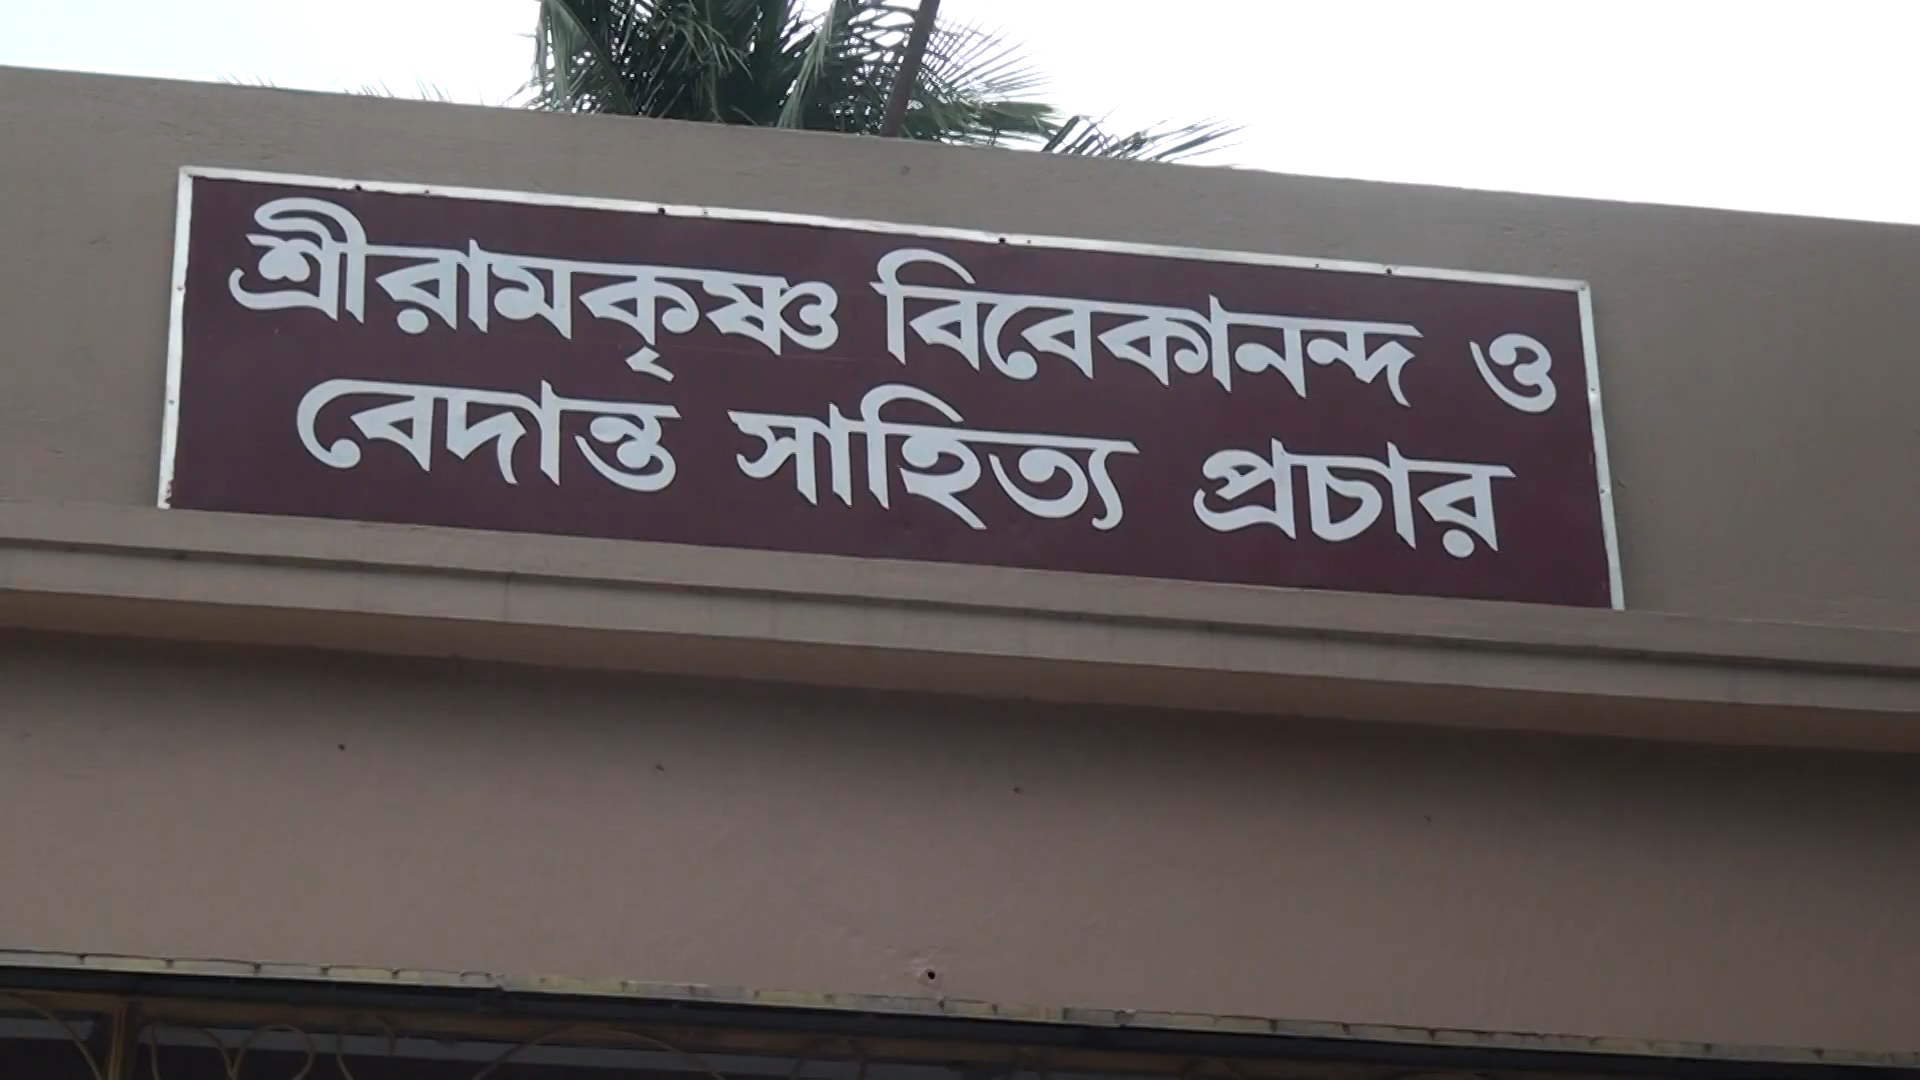 শ্রীরামকৃষ্ণ বিবেকানন্দ ও
বেদান্ত সাহিত্য প্রচার